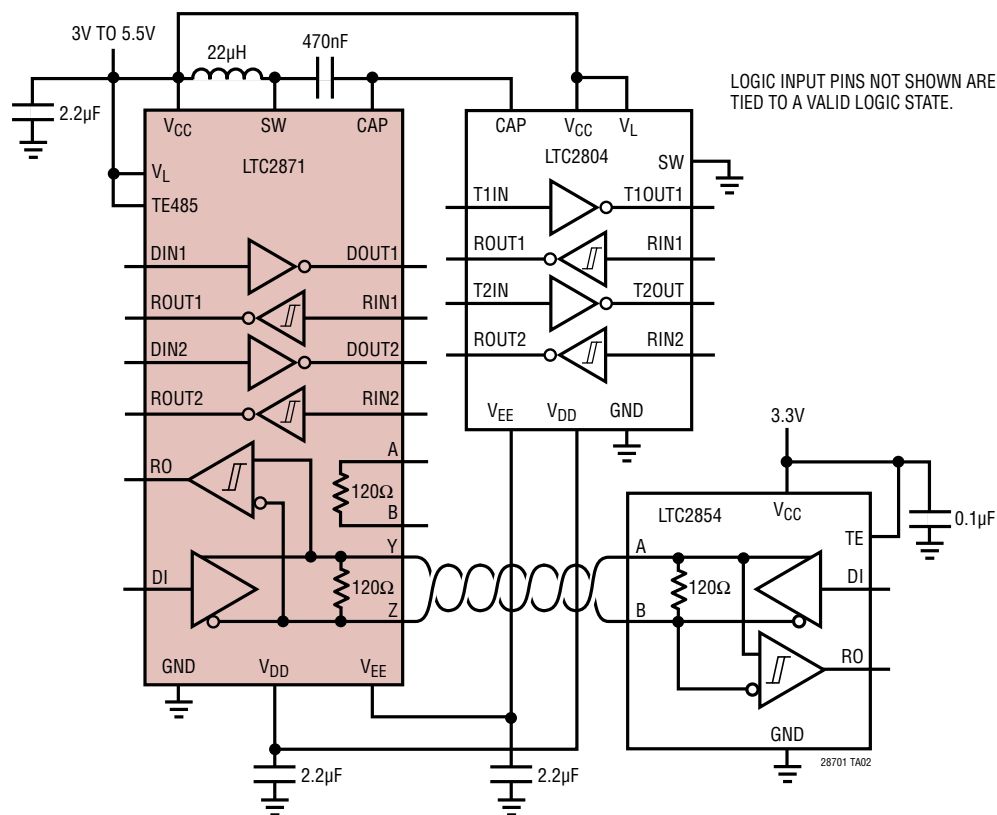 3V TO 5.5V
22µH
470nF
2.2µF
LOGIC INPUT PINS NOT SHOWN ARE
TIED TO A VALID LOGIC STATE.
VCC
SW
CAP
LTC2871
VL
TE485
DIN1
DOUT1
ROUT1
RIN1
DIN2
DOUT2
ROUT2
RIN2
RO
A
120Ω
B
Y
DI
120Ω
Z
GND
VDD
VEE
2.2µF
2.2µF
CAP
VCC
VL
LTC2804
SW
T1IN
T1OUT1
ROUT1
RIN1
T2IN
T2OUT
ROUT2
RIN2
VEE
VDD
GND
3.3V
LTC2854
VCC
TE
0.1µF
A
DI
120Ω
B
RO
GND
28701 TA02